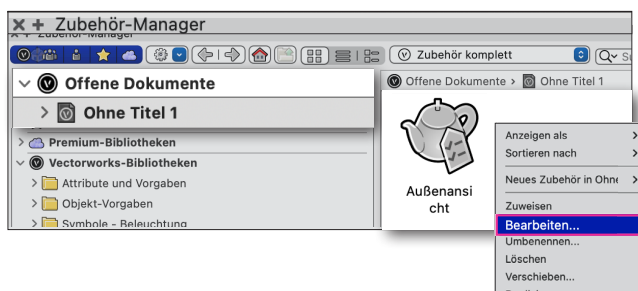 Zubehör-Manager
Zubehör komplett
Offene Dokumente
Ohne Titel 1
Premium-Bibliotheken
Vectorworks-Bibliotheken
Attribute und Vorgaben
Objekt-Vorgaben
Symbole - Beleuchtung
Offene Dokumente > Ohne Titel 1
Außenansi
cht
Anzeigen als
Sortieren nach
Neues Zubehör in Ohne
Zuweisen
Bearbeiten...
Umbenennen...
Löschen
Verschieben...